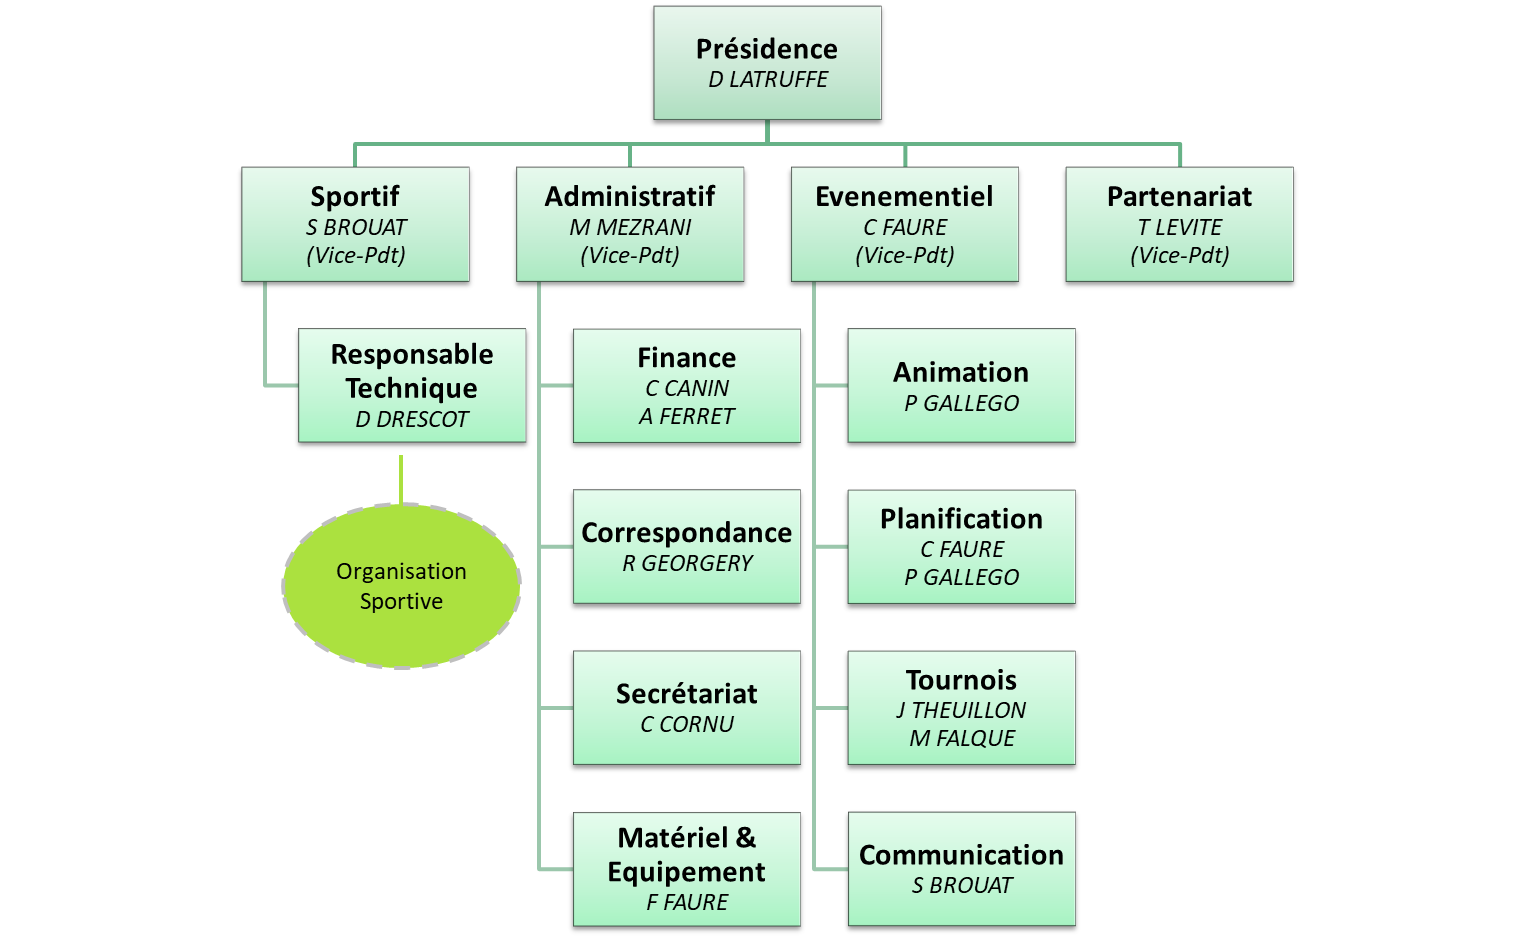 Présidence
D LATRUFFE
Sportif
S BROUAT
(Vice-Pdt)
Administratif
M MEZRANI
(Vice-Pdt)
Evenementiel
C FAURE
(Vice-Pdt)
Partenariat
T LEVITE
(Vice-Pdt)
Responsable
Technique
D DRESCOT
Organisation
Sportive
Finance
C CANIN
A FERRET
Correspondance
R GEORGERY
Secrétariat
C CORNU
Matériel &
Equipement
F FAURE
Animation
P GALLEGO
Planification
C FAURE
P GALLEGO
Tournois
J THEUILLON
M FALQUE
Communication
S BROUAT